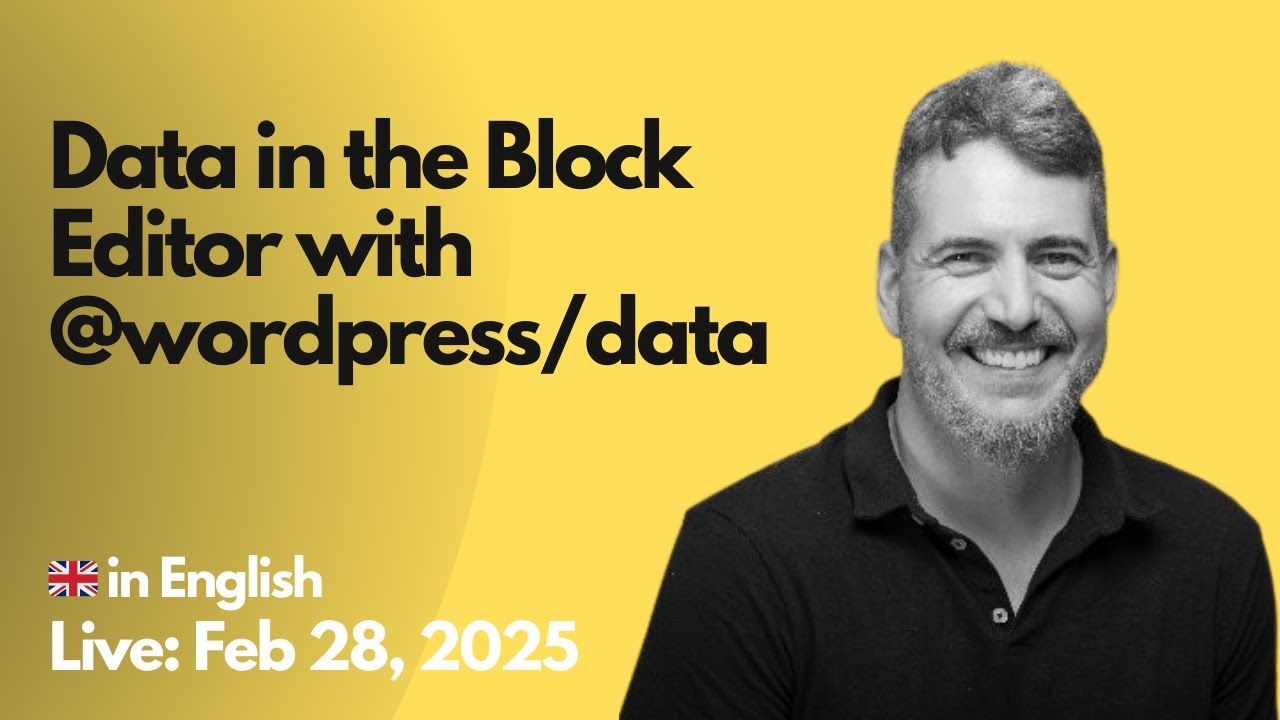 Data in the Block
Editor with
@wordpress/data
in English
Live: Feb 28, 2025